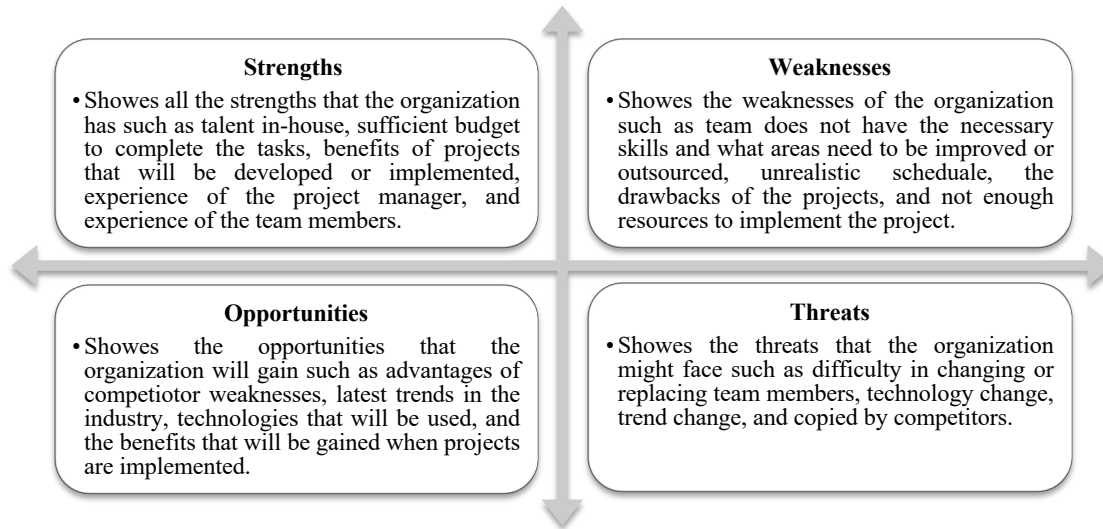 Strengths
• Showes all the strengths that the organization
has such as talent in-house, sufficient budget
to complete the tasks, benefits of projects
that will be developed or implemented,
experience of the project manager, and
experience of the team members.
Weaknesses
• Showes the weaknesses of the organization
such as team does not have the necessary
skills and what areas need to be improved or
outsourced, unrealistic scheduale, the
drawbacks of the projects, and not enough
resources to implement the project.
Opportunities
• Showes the opportunities that the
organization will gain such as advantages of
competiotor weaknesses, latest trends in the
industry, technologies that will be used, and
the benefits that will be gained when projects
are implemented.
Threats
• Showes the threats that the organization
might face such as difficulty in changing or
replacing team members, technology change,
trend change, and copied by competitors.